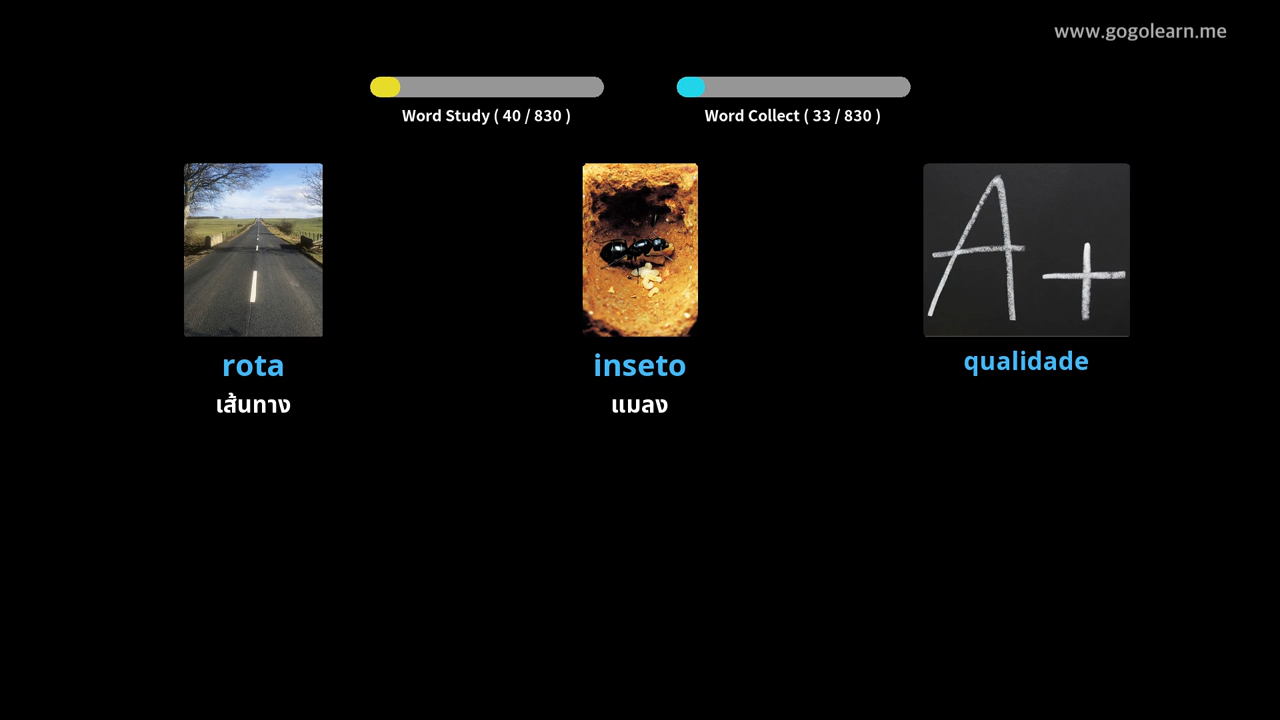 www.gogolearn.me
Word Study ( 40 / 830 )
Word Collect ( 33 / 830 )
A+
rota
เส้นทาง
inseto
แมลง
qualidade